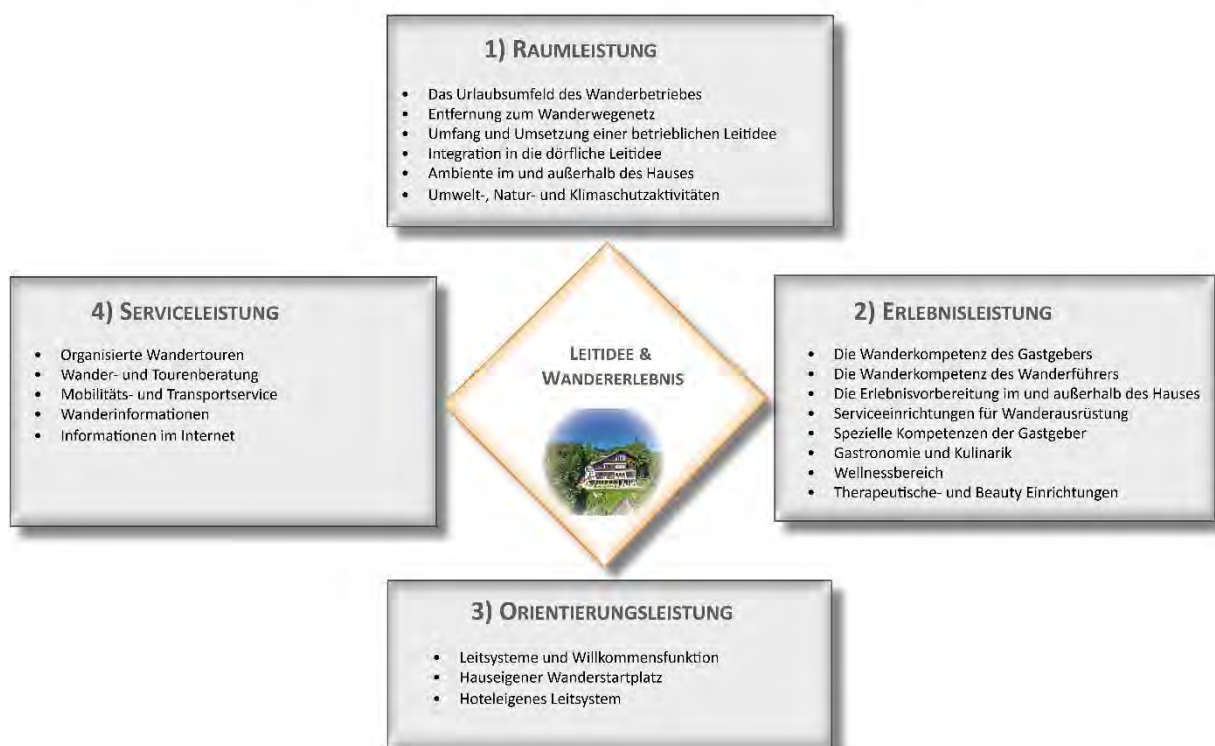 1) RAUMLEISTUNG
• Das Urlaubsumfeld des Wanderbetriebes
• Entfernung zum Wanderwegenetz
• Umfang und Umsetzung einer betrieblichen Leitidee
• Integration in die dörfliche Leitidee
• Ambiente im und außerhalb des Hauses
• Umwelt-, Natur- und Klimaschutzaktivitäten
4) SERVICELEISTUNG
• Organisierte Wandertouren
• Wander- und Tourenberatung
• Mobilitäts- und Transportservice
• Wanderinformationen
• Informationen im Internet
LEITIDEE &
WANDERERLEBNIS
2) ERLEBNISLEISTUNG
• Die Wanderkompetenz des Gastgebers
• Die Wanderkompetenz des Wanderführers
• Die Erlebnisvorbereitung im und außerhalb des Hauses
• Serviceeinrichtungen für Wanderausrüstung
• Spezielle Kompetenzen der Gastgeber
• Gastronomie und Kulinarik
• Wellnessbereich
• Therapeutische- und Beauty Einrichtungen
3) ORIENTIERUNGSLEISTUNG
• Leitsysteme und Willkommensfunktion
• Hauseigener Wanderstartplatz
• Hoteleigenes Leitsystem